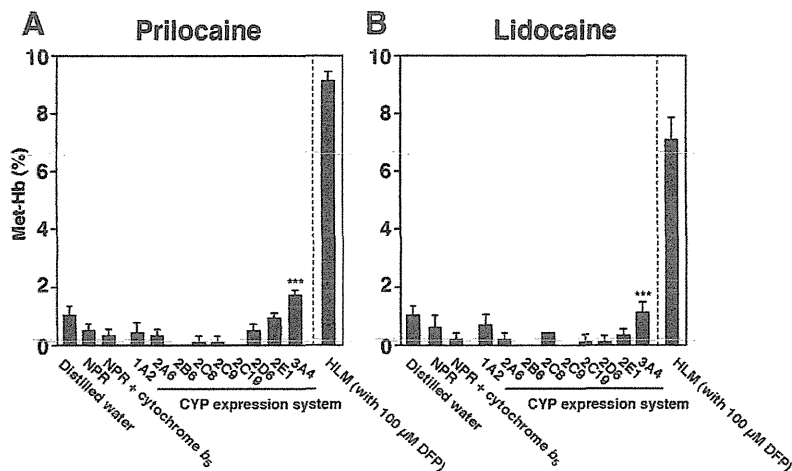 A
Prilocaine
Met-Hb (%)
10
8
6
4
2
0
***
Distilled water
NPR
NPR + cytochrome b5
1A2
2A6
2B6
2C8
2C9
2C19
2D6
2E1
3A4
HLM (with 100 µM DFP)
CYP expression system
B
Lidocaine
10
8
6
4
2
0
***
Distilled water
NPR
NPR + cytochrome b5
1A2
2A6
2B6
2C8
2C9
2C19
2D6
2E1
3A4
HLM (with 100 µM DFP)
CYP expression system